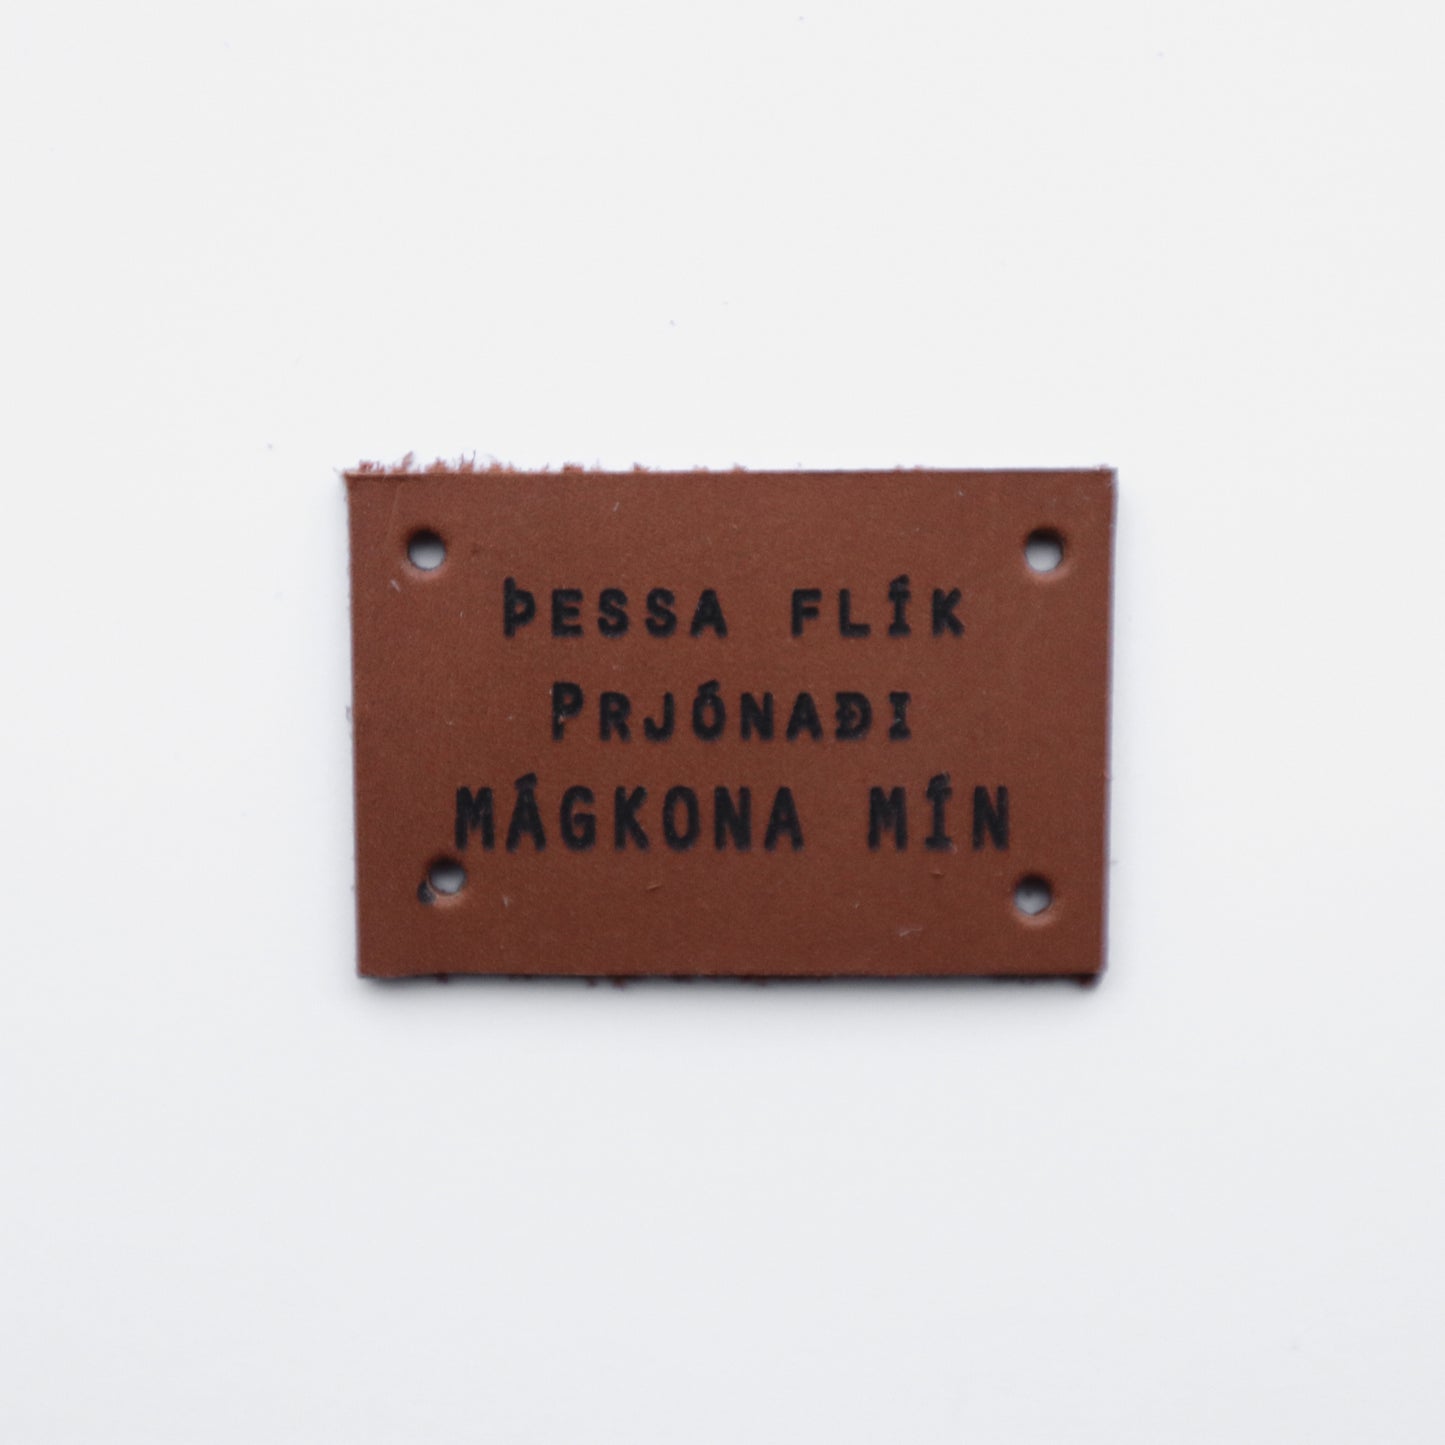 ÞESSA FLÍK
PRJÓNAÐI
MÁGKONA MÍN